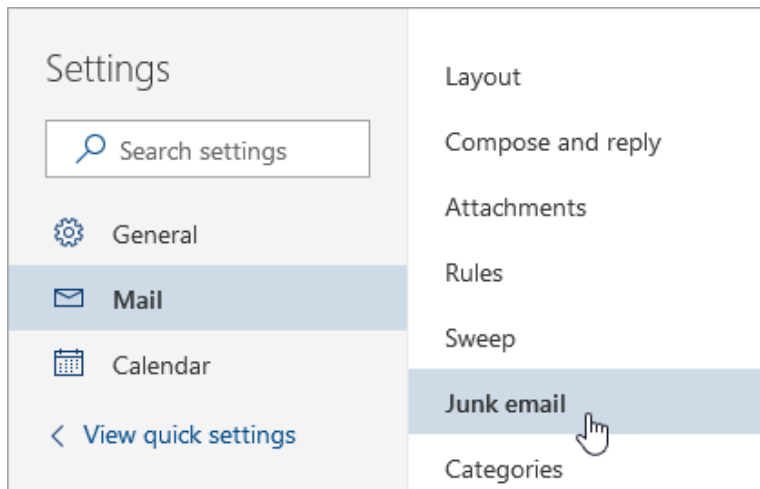 Settings
Search settings
General
Mail
Calendar
View quick settings
Layout
Compose and reply
Attachments
Rules
Sweep
Junk email
Categories